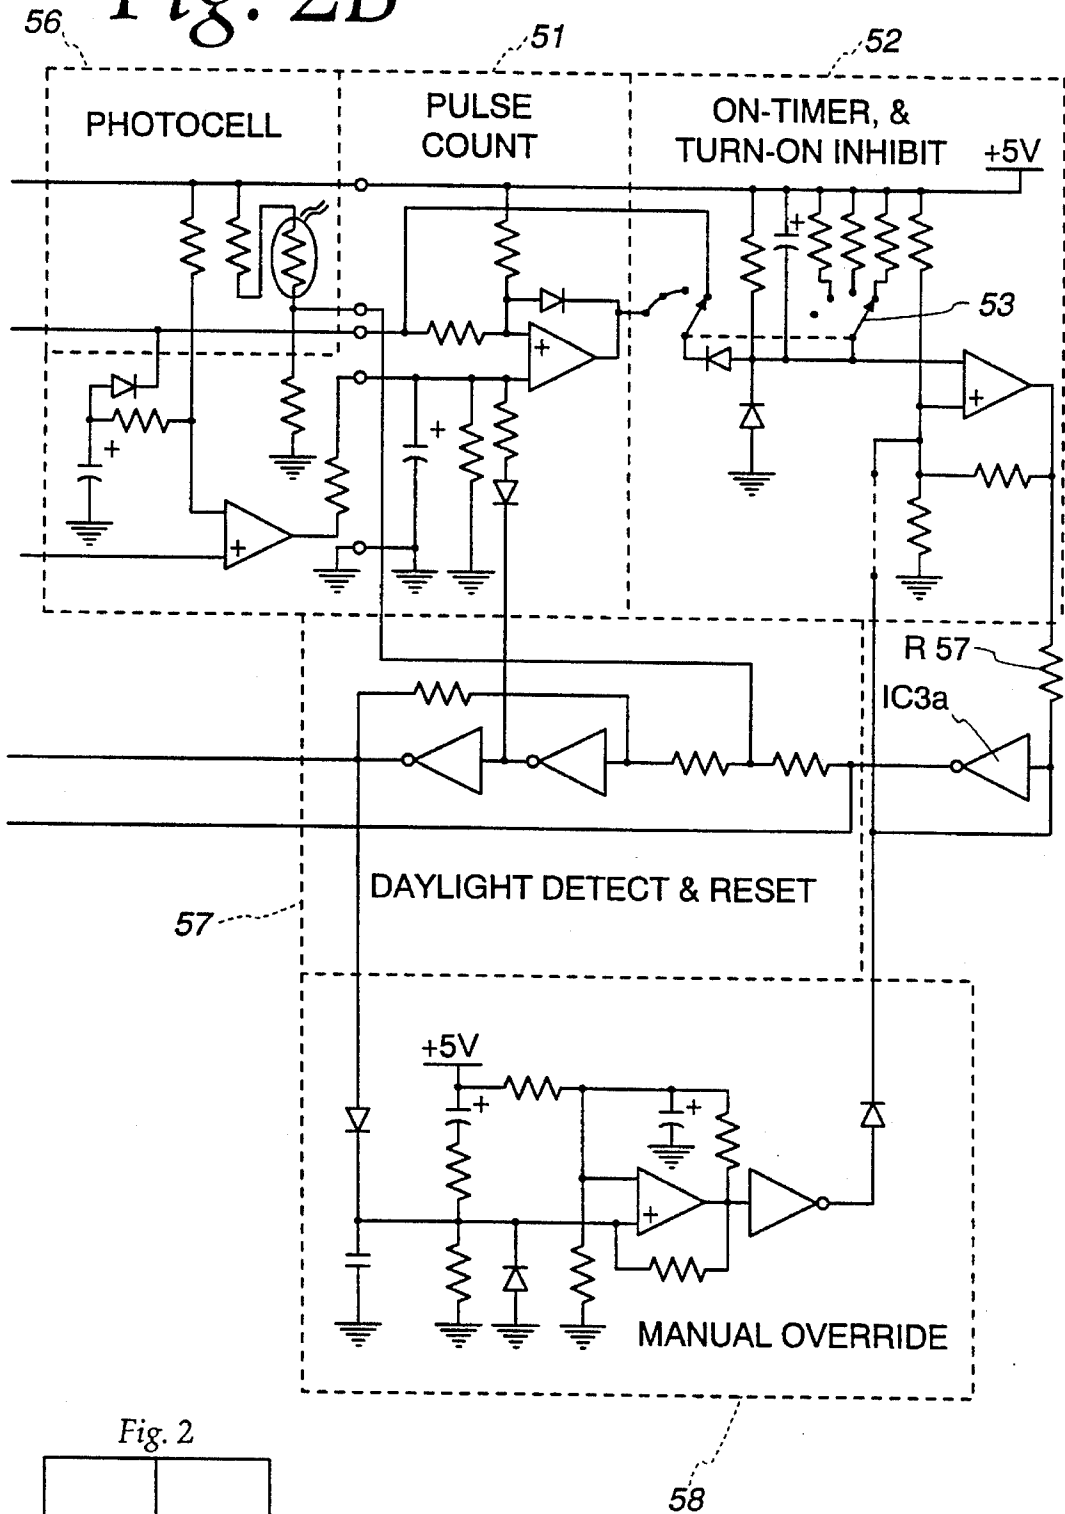 Fig. 2B
56
51
52
PHOTOCELL
PULSE
COUNT
ON-TIMER, &
TURN-ON INHIBIT
+5V
+
+
53
+
+
+
+
+
R 57
IC3a
DAYLIGHT DETECT & RESET
57
+5V
+
+
+
MANUAL OVERRIDE
58
Fig. 2